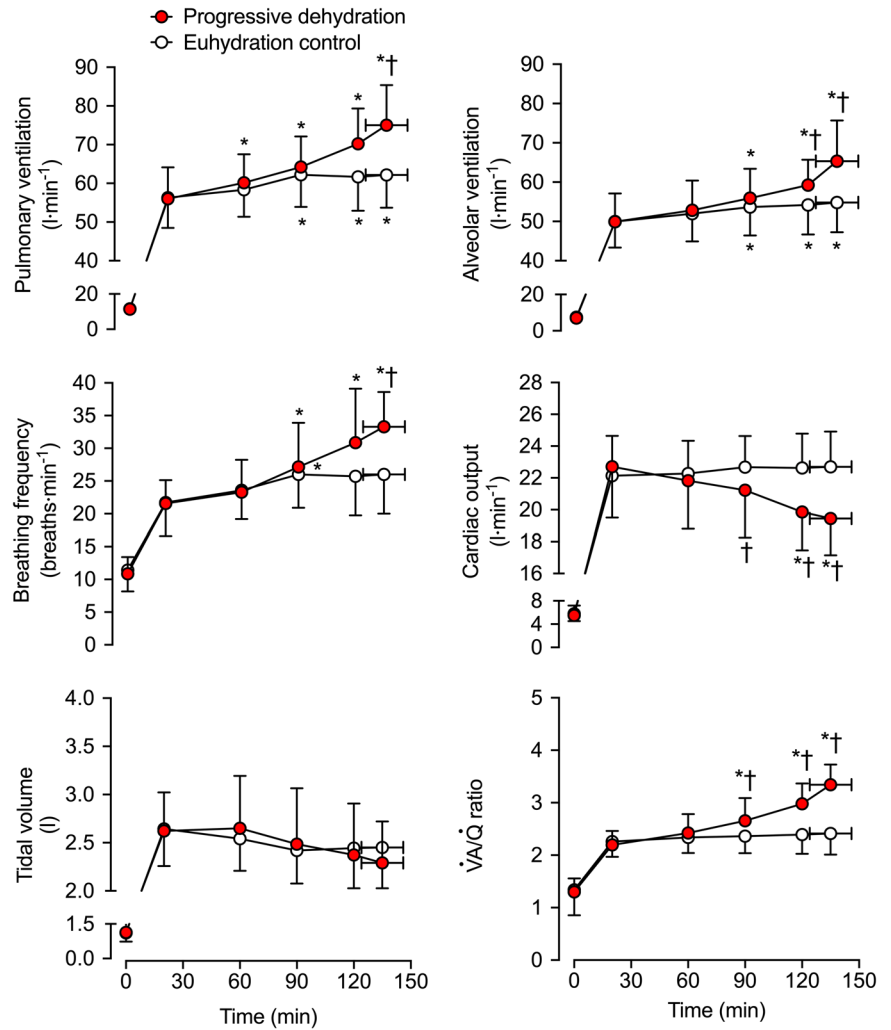 Progressive dehydration
Euhydration control
Pulmonary ventilation
(l·min⁻¹)
90
80
70
60
50
40
20
0
* * * *†
* * *
Alveolar ventilation
(l·min⁻¹)
90
80
70
60
50
40
20
0
* *† *†
* * *
Breathing frequency
(breaths·min⁻¹)
40
35
30
25
20
15
10
5
0
* * *†
*
Cardiac output
(l·min⁻¹)
28
26
24
22
20
18
16
8
4
0
† *† *†
Tidal volume
(l)
4.0
3.5
3.0
2.5
2.0
1.5
0.0
0 30 60 90 120 150
Time (min)
V̇A/Q̇ ratio
5
4
3
2
1
0
*† *† *†
0 30 60 90 120 150
Time (min)